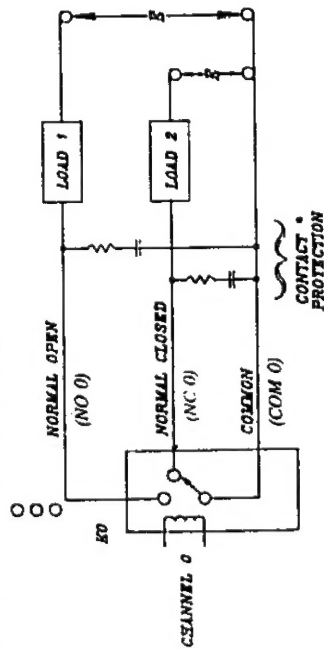 K0
CHANNEL 0
NORMAL OPEN
(NO 0)
NORMAL CLOSED
(NC 0)
COMMON
(COM 0)
LOAD 1
LOAD 2
E
E
CONTACT *
PROTECTION